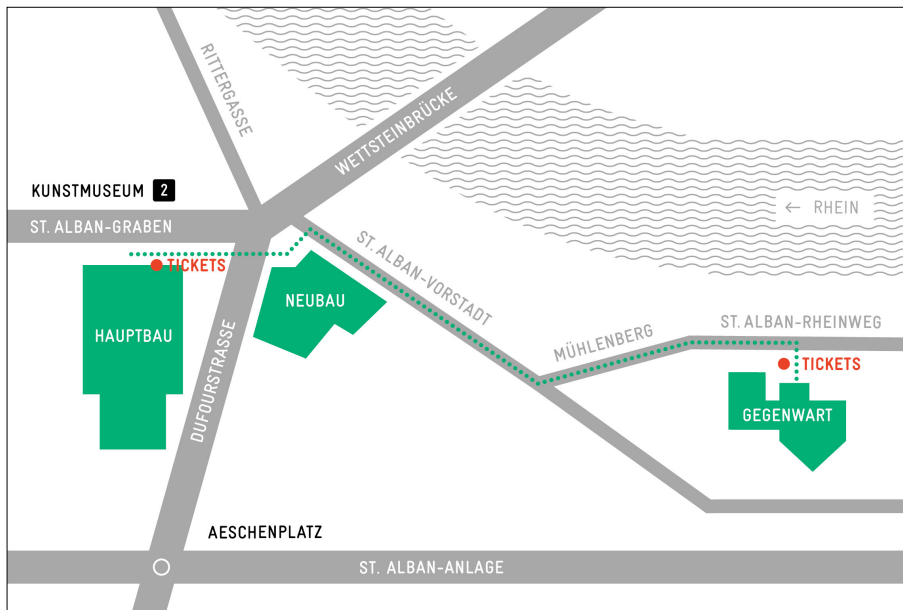 RITTERGASSE
WETTSTEINBRÜCKE
KUNSTMUSEUM 2
ST. ALBAN-GRABEN
← RHEIN
TICKETS
ST. ALBAN-VORSTADT
NEUBAU
HAUPTBAU
DUFOURSTRASSE
MÜHLENBERG
ST. ALBAN-RHEINWEG
TICKETS
GEGENWART
AESCHENPLATZ
ST. ALBAN-ANLAGE